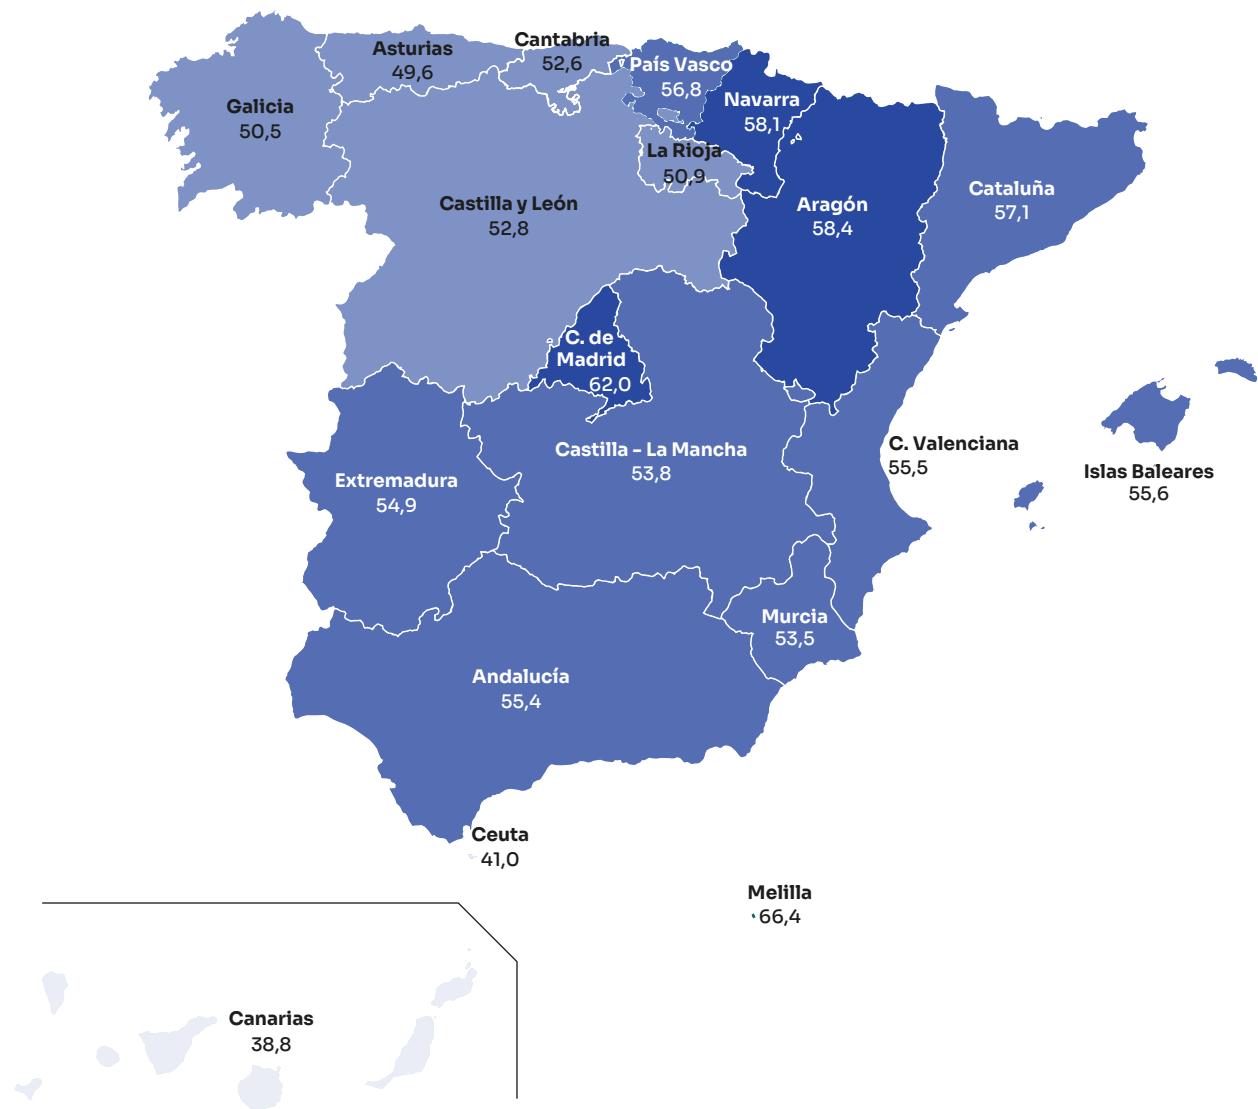 Cantabria
52,6
Asturias
49,6
País Vasco
56,8
Navarra
58,1
Galicia
50,5
La Rioja
50,9
Cataluña
57,1
Castilla y León
52,8
Aragón
58,4
C. de
Madrid
62,0
C. Valenciana
55,5
Castilla - La Mancha
53,8
Islas Baleares
55,6
Extremadura
54,9
Murcia
53,5
Andalucía
55,4
Ceuta
41,0
Melilla
66,4
Canarias
38,8